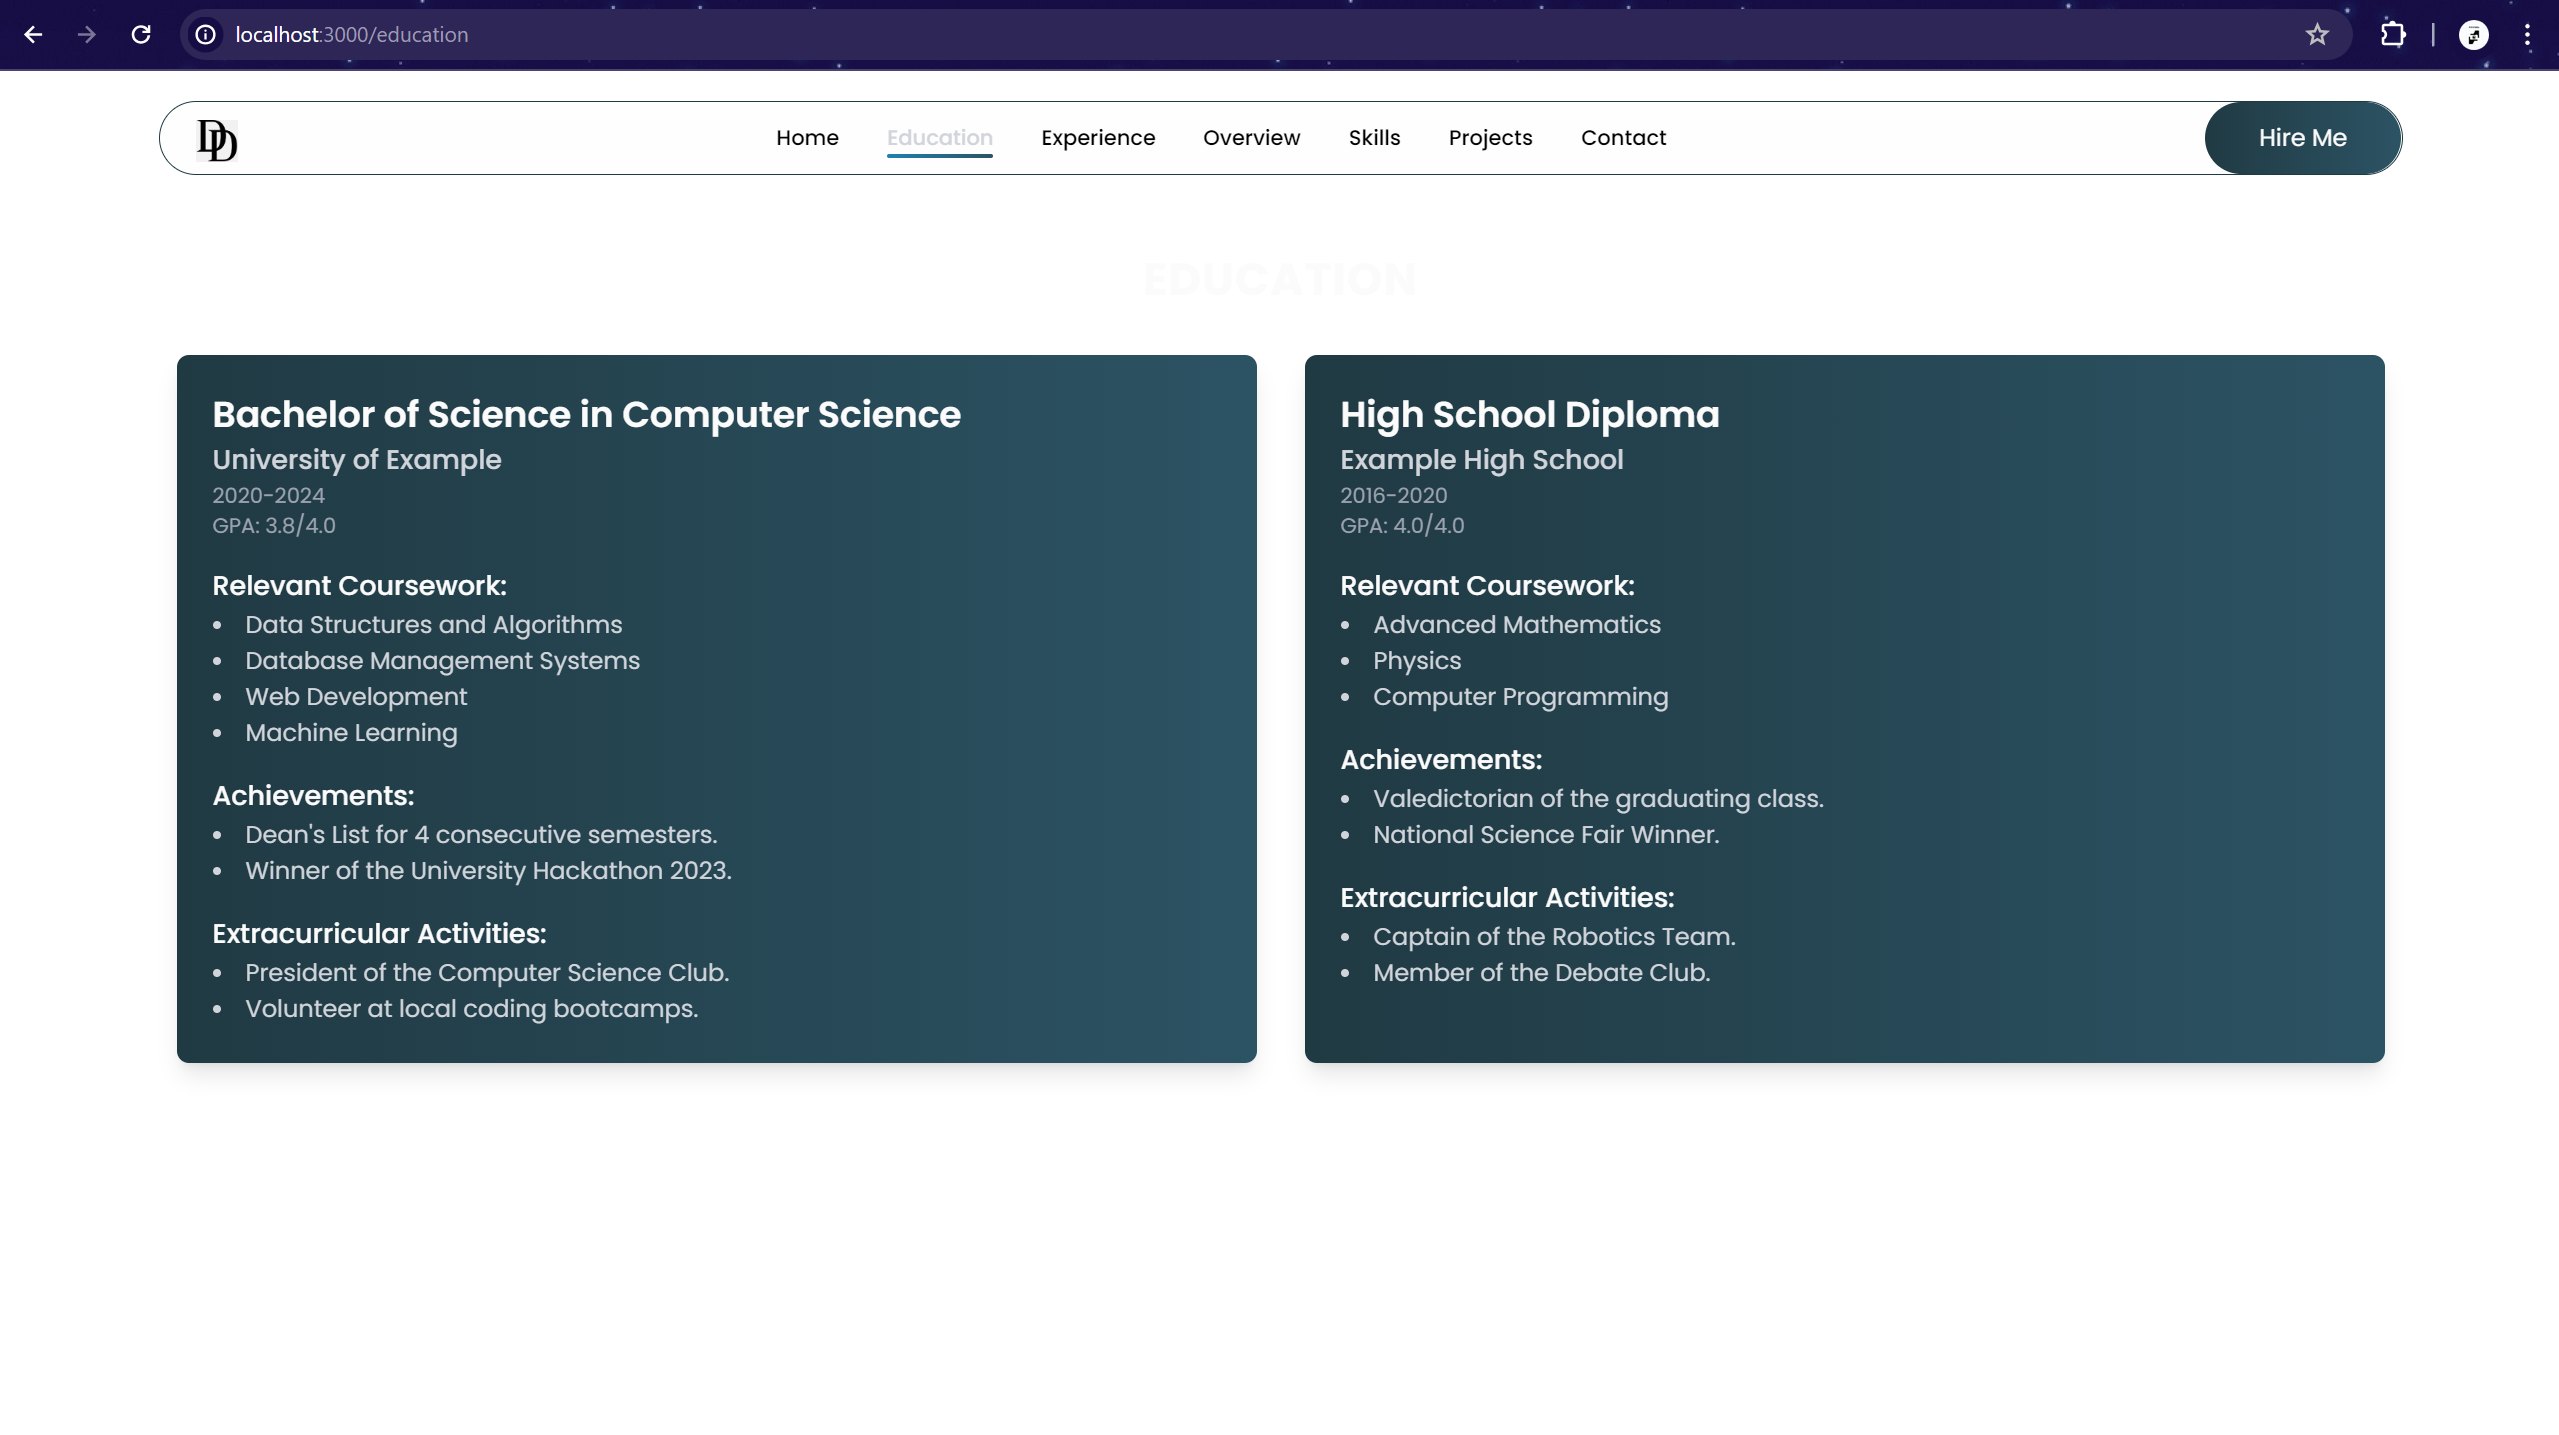 localhost:3000/education
DD
Home Education Experience Overview Skills Projects Contact
Hire Me
EDUCATION
Bachelor of Science in Computer Science
University of Example
2020-2024
GPA: 3.8/4.0
Relevant Coursework:
• Data Structures and Algorithms
• Database Management Systems
• Web Development
• Machine Learning
Achievements:
• Dean's List for 4 consecutive semesters.
• Winner of the University Hackathon 2023.
Extracurricular Activities:
• President of the Computer Science Club.
• Volunteer at local coding bootcamps.
High School Diploma
Example High School
2016-2020
GPA: 4.0/4.0
Relevant Coursework:
• Advanced Mathematics
• Physics
• Computer Programming
Achievements:
• Valedictorian of the graduating class.
• National Science Fair Winner.
Extracurricular Activities:
• Captain of the Robotics Team.
• Member of the Debate Club.